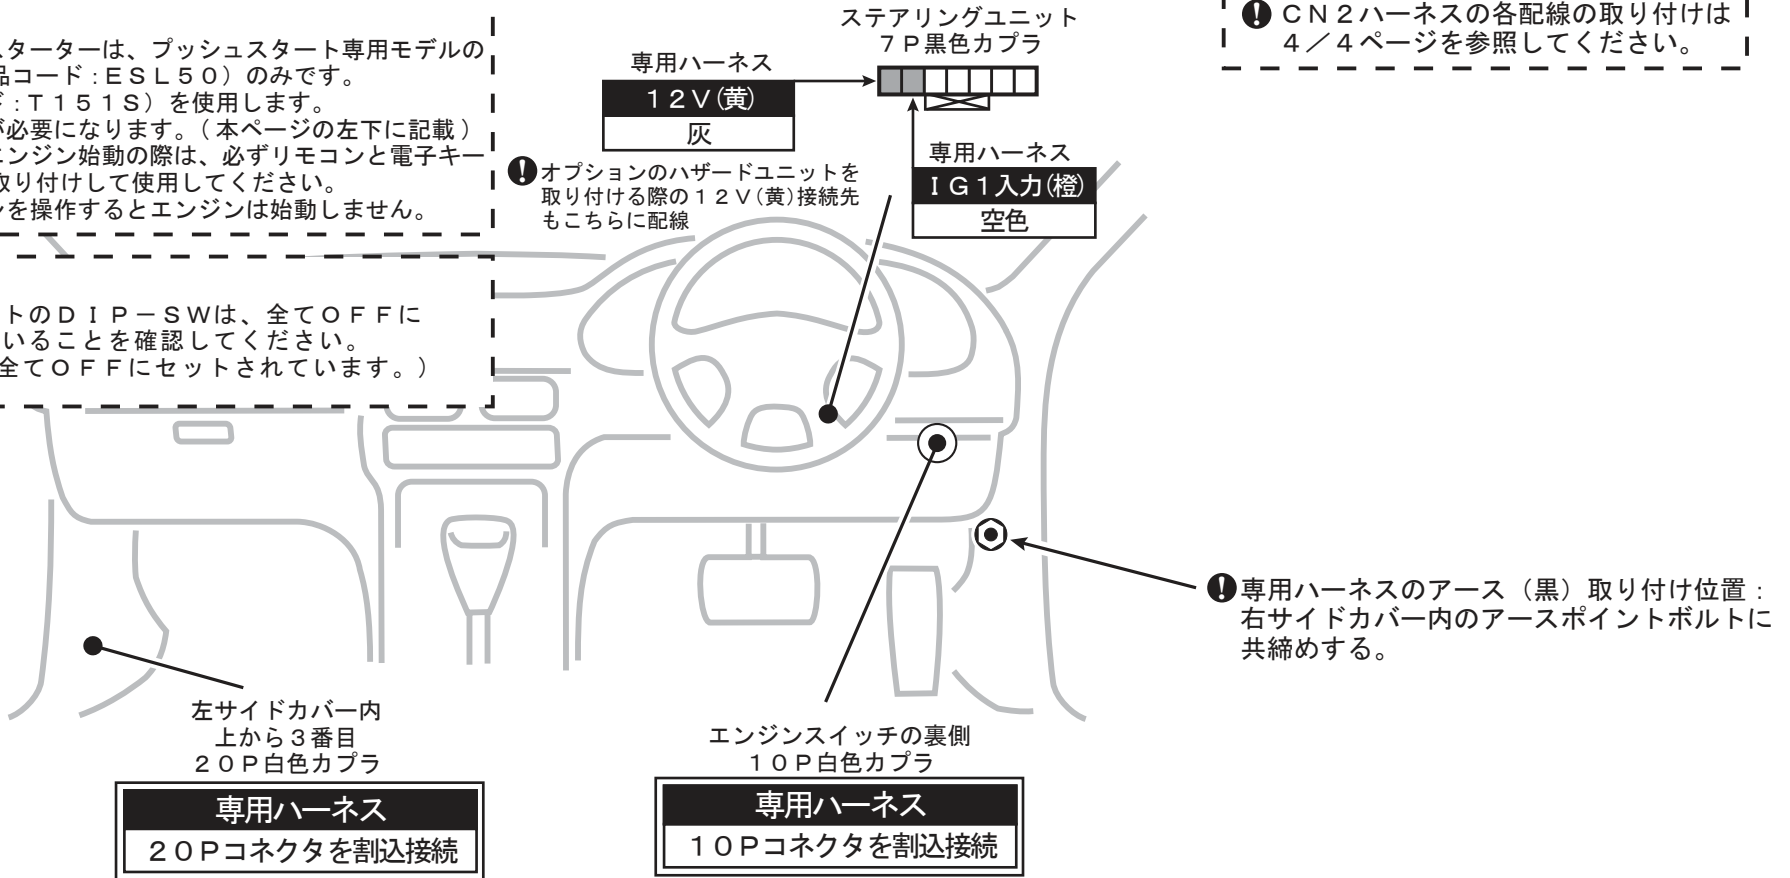 スターターは、プッシュスタート専用モデルの
品コード:ESL50)のみです。
:T151S)を使用します。
が必要になります。(本ページの左下に記載)
エンジン始動の際は、必ずリモコンと電子キー
取り付けして使用してください。
ンを操作するとエンジンは始動しません。
トのDIP-SWは、全てOFFに
いることを確認してください。
全てOFFにセットされています。)
専用ハーネス
12V(黄)
灰
オプションのハザードユニットを
取り付ける際の12V(黄)接続先
もこちらに配線
ステアリングユニット
7P黒色カプラ
専用ハーネス
IG1入力(橙)
空色
CN2ハーネスの各配線の取り付けは
4/4ページを参照してください。
専用ハーネスのアース(黒)取り付け位置:
右サイドカバー内のアースポイントボルトに
共締めする。
左サイドカバー内
上から3番目
20P白色カプラ
専用ハーネス
20Pコネクタを割込接続
エンジンスイッチの裏側
10P白色カプラ
専用ハーネス
10Pコネクタを割込接続